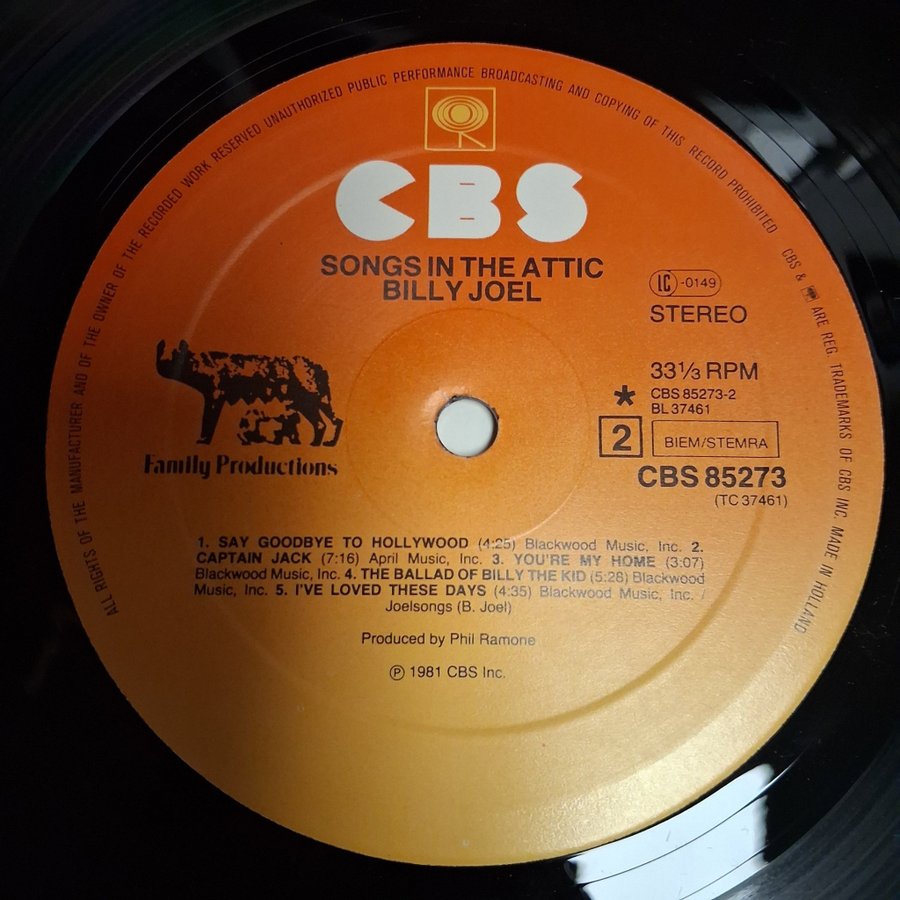 ALL RIGHTS OF THE MANUFACTURER AND OF THE OWNER OF THE RECORDED WORK RESERVED UNAUTHORIZED PUBLIC PERFORMANCE BROADCASTING AND COPYING OF THIS RECORD PROHIBITED CBS & ARE REG. TRADEMARKS OF CBS INC. MADE IN HOLLAND
CBS
SONGS IN THE ATTIC
BILLY JOEL
LC -0149
STEREO
33⅓ RPM
* CBS 85273-2
BL 37461
2 BIEM/STEMRA
CBS 85273
(TC 37461)
Family Productions
1. SAY GOODBYE TO HOLLYWOOD (4:25) Blackwood Music, Inc. 2.
CAPTAIN JACK (7:16) April Music, Inc. 3. YOU'RE MY HOME (3:07)
Blackwood Music, Inc. 4. THE BALLAD OF BILLY THE KID (5:28) Blackwood
Music, Inc. 5. I'VE LOVED THESE DAYS (4:35) Blackwood Music, Inc. /
Joelsongs (B. Joel)
Produced by Phil Ramone
℗ 1981 CBS Inc.